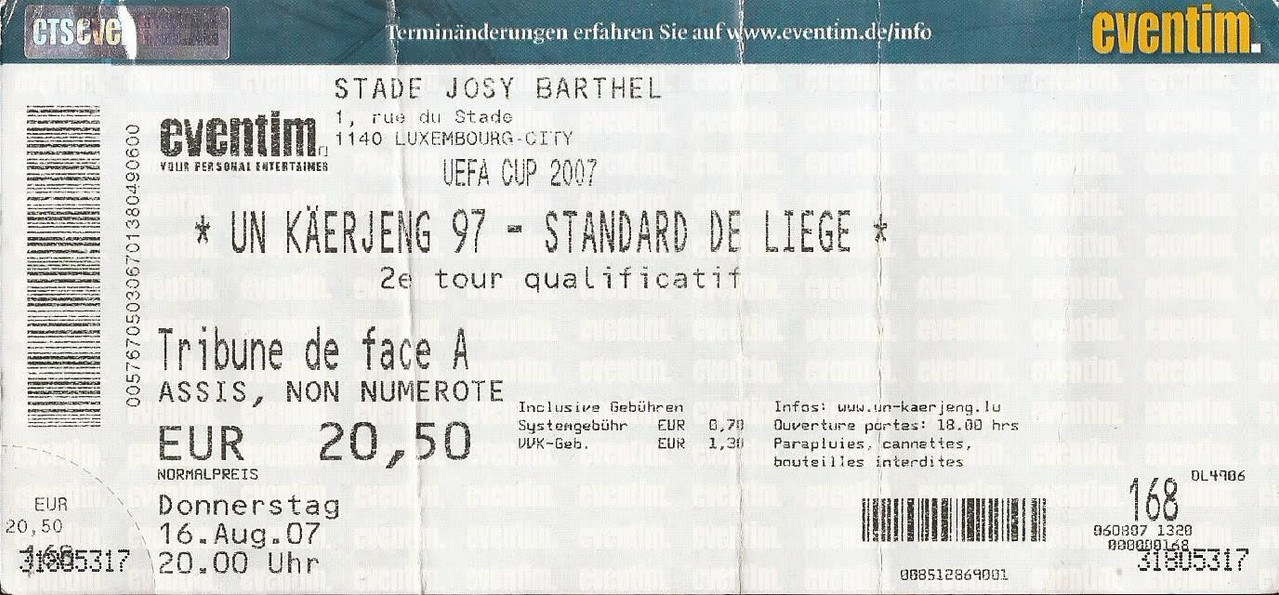 Terminänderungen erfahren Sie auf www.eventim.de/info
eventim.
STADE JOSY BARTHEL
1, rue du Stade
1140 LUXEMBOURG-CITY
eventim
YOUR PERSONAL ENTERTAINER
UEFA CUP 2007
* UN KÄERJENG 97 - STANDARD DE LIEGE *
2e tour qualificatif
Tribune de face A
ASSIS, NON NUMEROTE
EUR 20,50
NORMALPREIS
Inclusive Gebühren
Systemgebühr EUR 0,70
VVK-Geb. EUR 1,30
Infos: www.un-kaerjeng.lu
Ouverture portes: 18.00 hrs
Parapluies, cannettes,
bouteilles interdites
Donnerstag
16.Aug.07
20.00 Uhr
EUR
20,50
31805317
005767050306701380490600
008512869001
OL4906
168
060807 1320
000000168
31805317